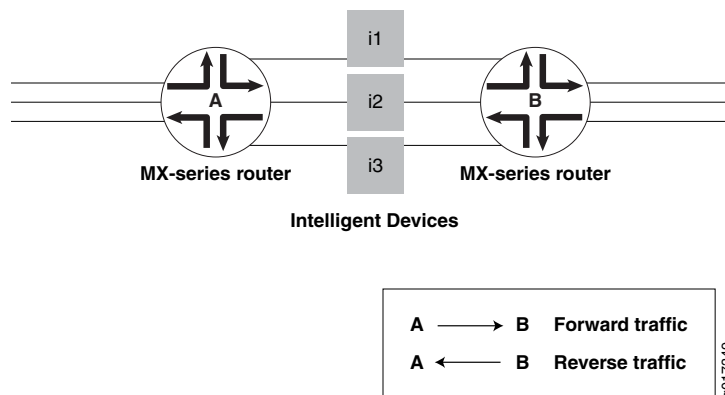 i1
i2
A
B
i3
MX-series router
MX-series router
Intelligent Devices
A B Forward traffic
A B Reverse traffic